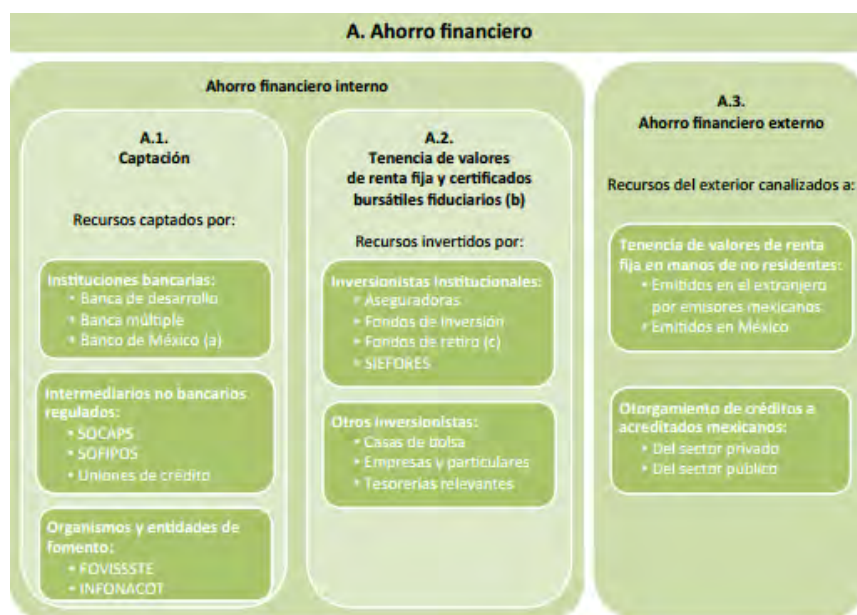 A. Ahorro financiero
Ahorro financiero interno
A.1.
Captación
Recursos captados por:
Instituciones bancarias:
• Banca de desarrollo
• Banca múltiple
• Banco de México (a)
Intermediarios no bancarios
regulados:
• SOCAPS
• SOFIPOS
• Uniones de crédito
Organismos y entidades de
fomento:
• FOVISSSTE
• INFONACOT
A.2.
Tenencia de valores
de renta fija y certificados
bursátiles fiduciarios (b)
Recursos invertidos por:
Inversionistas Institucionales:
• Aseguradoras
• Fondos de inversión
• Fondos de retiro (c)
• SIEFORES
Otros inversionistas:
• Casas de bolsa
• Empresas y particulares
• Tesorerías relevantes
A.3.
Ahorro financiero externo
Recursos del exterior canalizados a:
Tenencia de valores de renta
fija en manos de no residentes:
• Emitidos en el extranjero
por emisores mexicanos
• Emitidos en México
Otorgamiento de créditos a
acreditados mexicanos:
• Del sector privado
• Del sector público